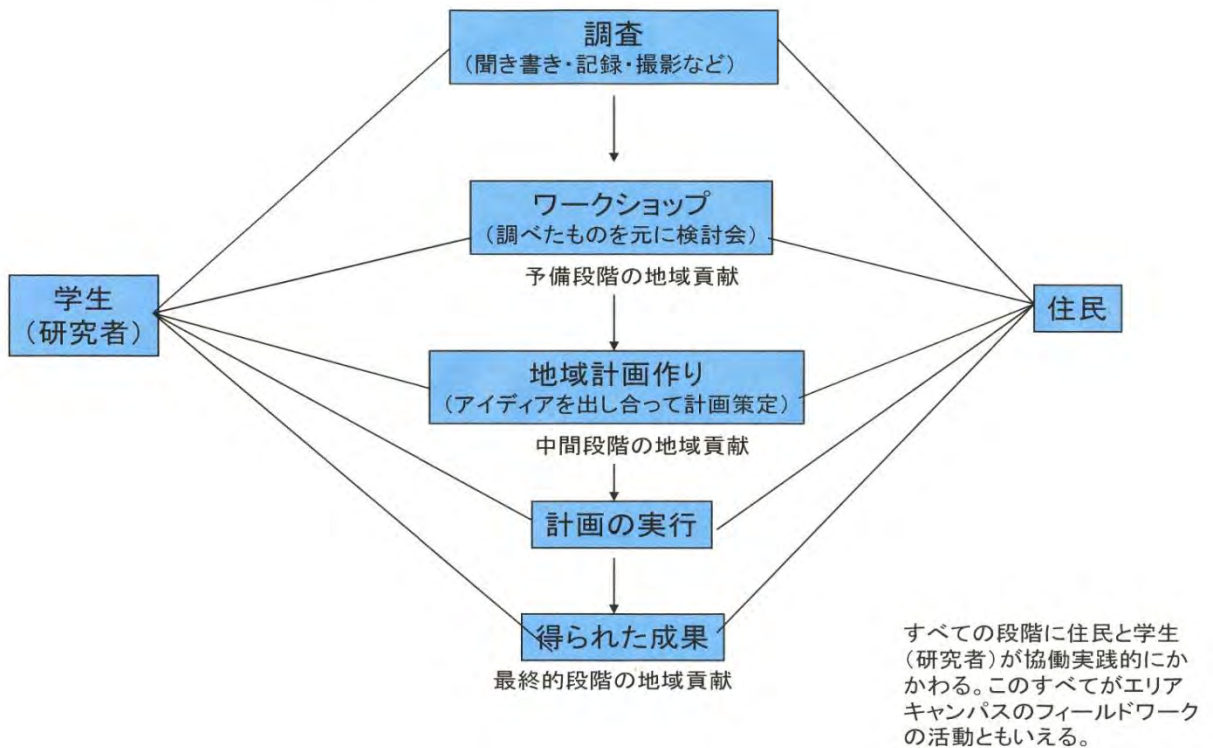 調査
(聞き書き・記録・撮影など)
ワークショップ
(調べたものを元に検討会)
予備段階の地域貢献
学生
(研究者)
住民
地域計画作り
(アイディアを出し合って計画策定)
中間段階の地域貢献
計画の実行
得られた成果
最終的段階の地域貢献
すべての段階に住民と学生
(研究者)が協働実践的にか
かわる。このすべてがエリア
キャンパスのフィールドワーク
の活動ともいえる。